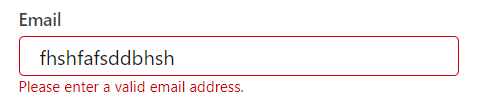 Email
fhshfafsddbhsh
Please enter a valid email address.